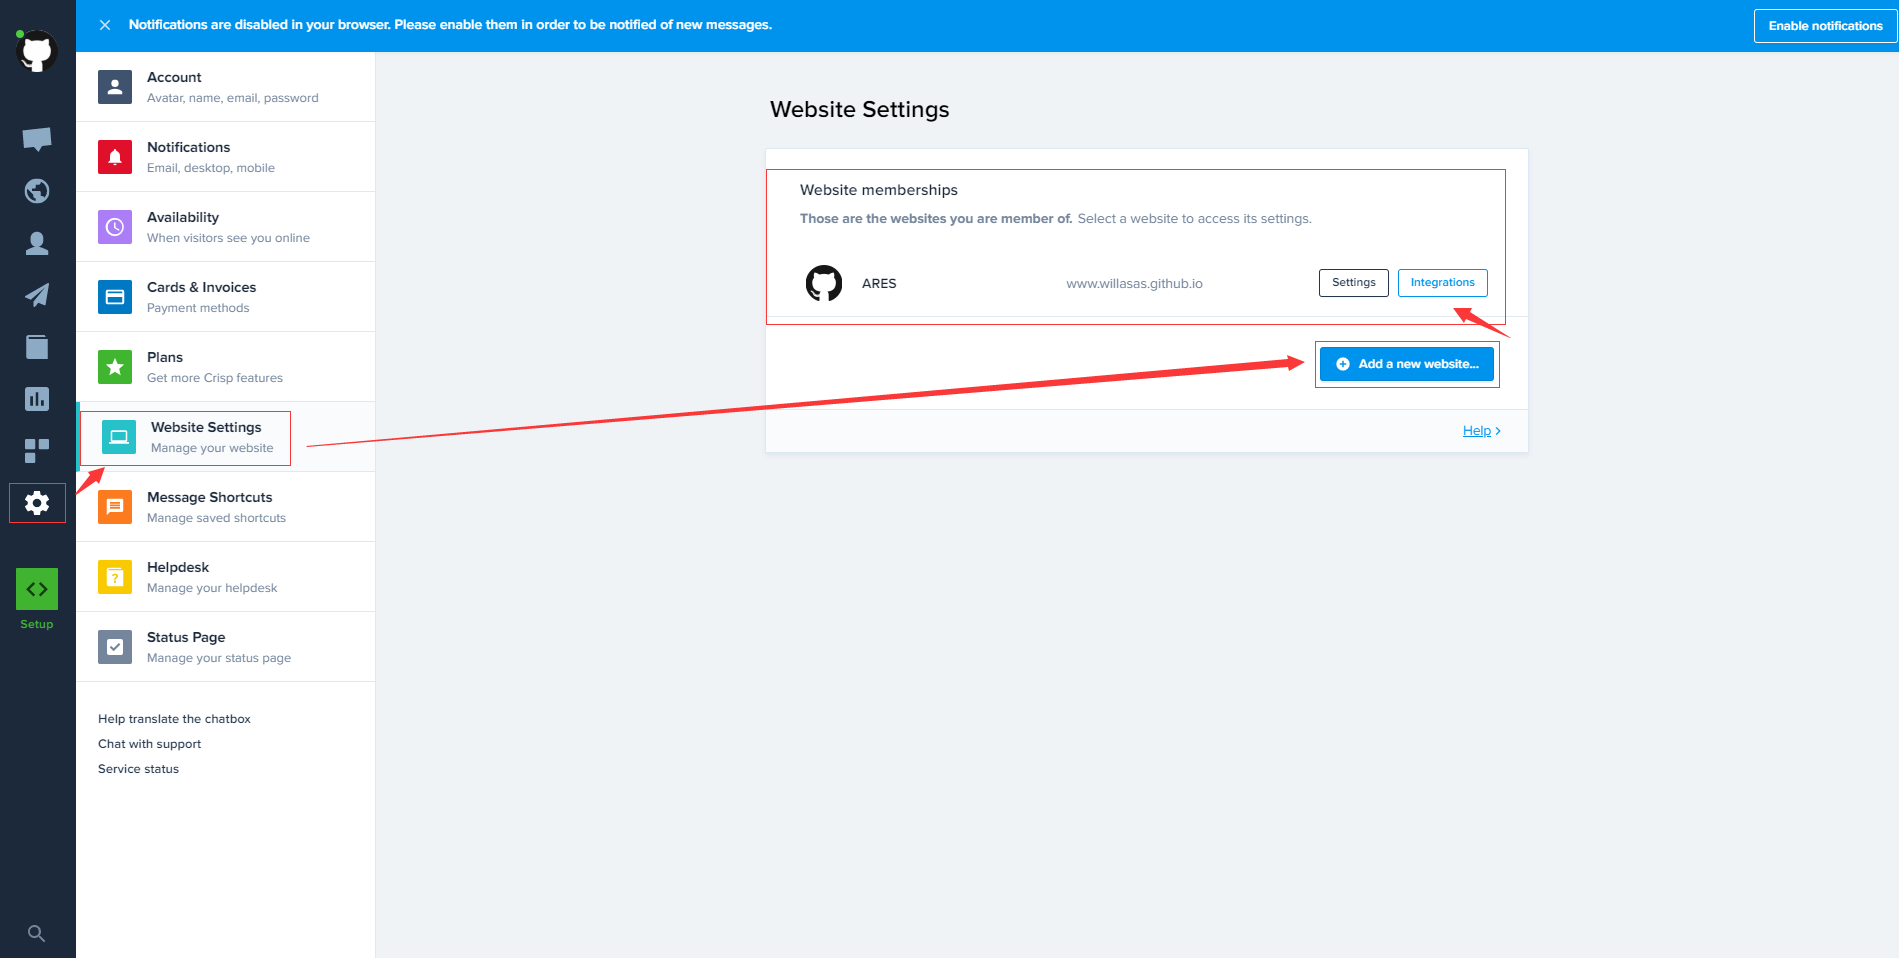 Notifications are disabled in your browser. Please enable them in order to be notified of new messages.
Enable notifications
Account
Avatar, name, email, password
Notifications
Email, desktop, mobile
Availability
When visitors see you online
Cards & Invoices
Payment methods
Plans
Get more Crisp features
Website Settings
Manage your website
Message Shortcuts
Manage saved shortcuts
Helpdesk
Manage your helpdesk
Status Page
Manage your status page
Help translate the chatbox
Chat with support
Service status
Setup
Website Settings
Website memberships
Those are the websites you are member of. Select a website to access its settings.
ARES
www.willasas.github.io
Settings
Integrations
Add a new website...
Help